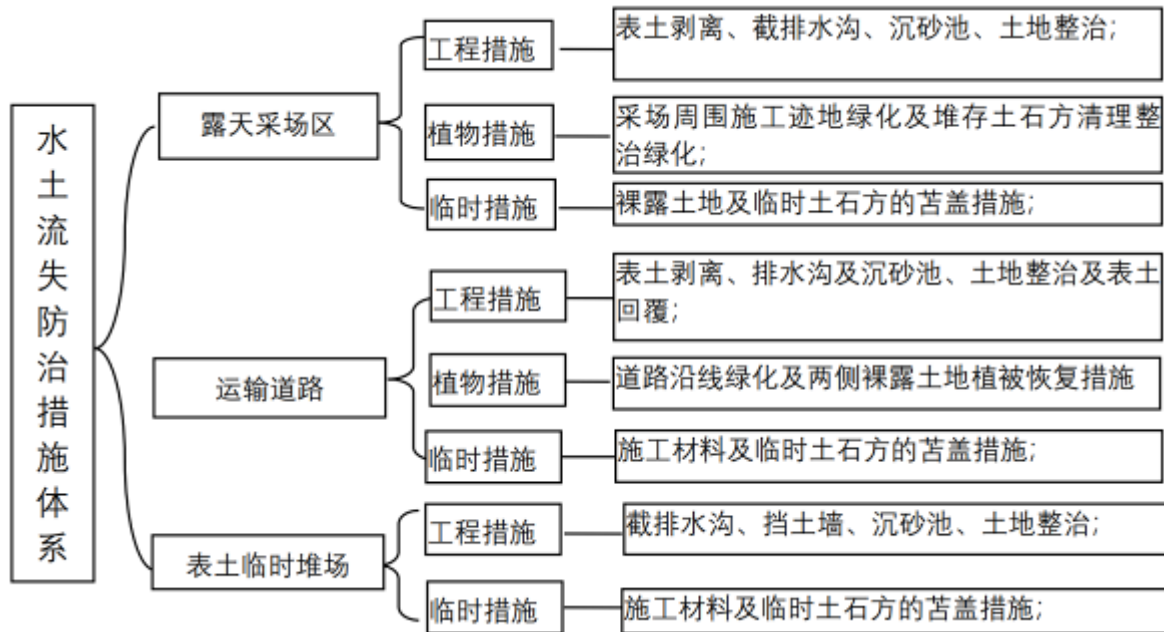 水土流失防治措施体系
露天采场区
工程措施
表土剥离、截排水沟、沉砂池、土地整治；
植物措施
采场周围施工迹地绿化及堆存土石方清理整
治绿化；
临时措施
裸露土地及临时土石方的苫盖措施；
运输道路
工程措施
表土剥离、排水沟及沉砂池、土地整治及表土
回覆；
植物措施
道路沿线绿化及两侧裸露土地植被恢复措施
临时措施
施工材料及临时土石方的苫盖措施；
表土临时堆场
工程措施
截排水沟、挡土墙、沉砂池、土地整治；
临时措施
施工材料及临时土石方的苫盖措施；